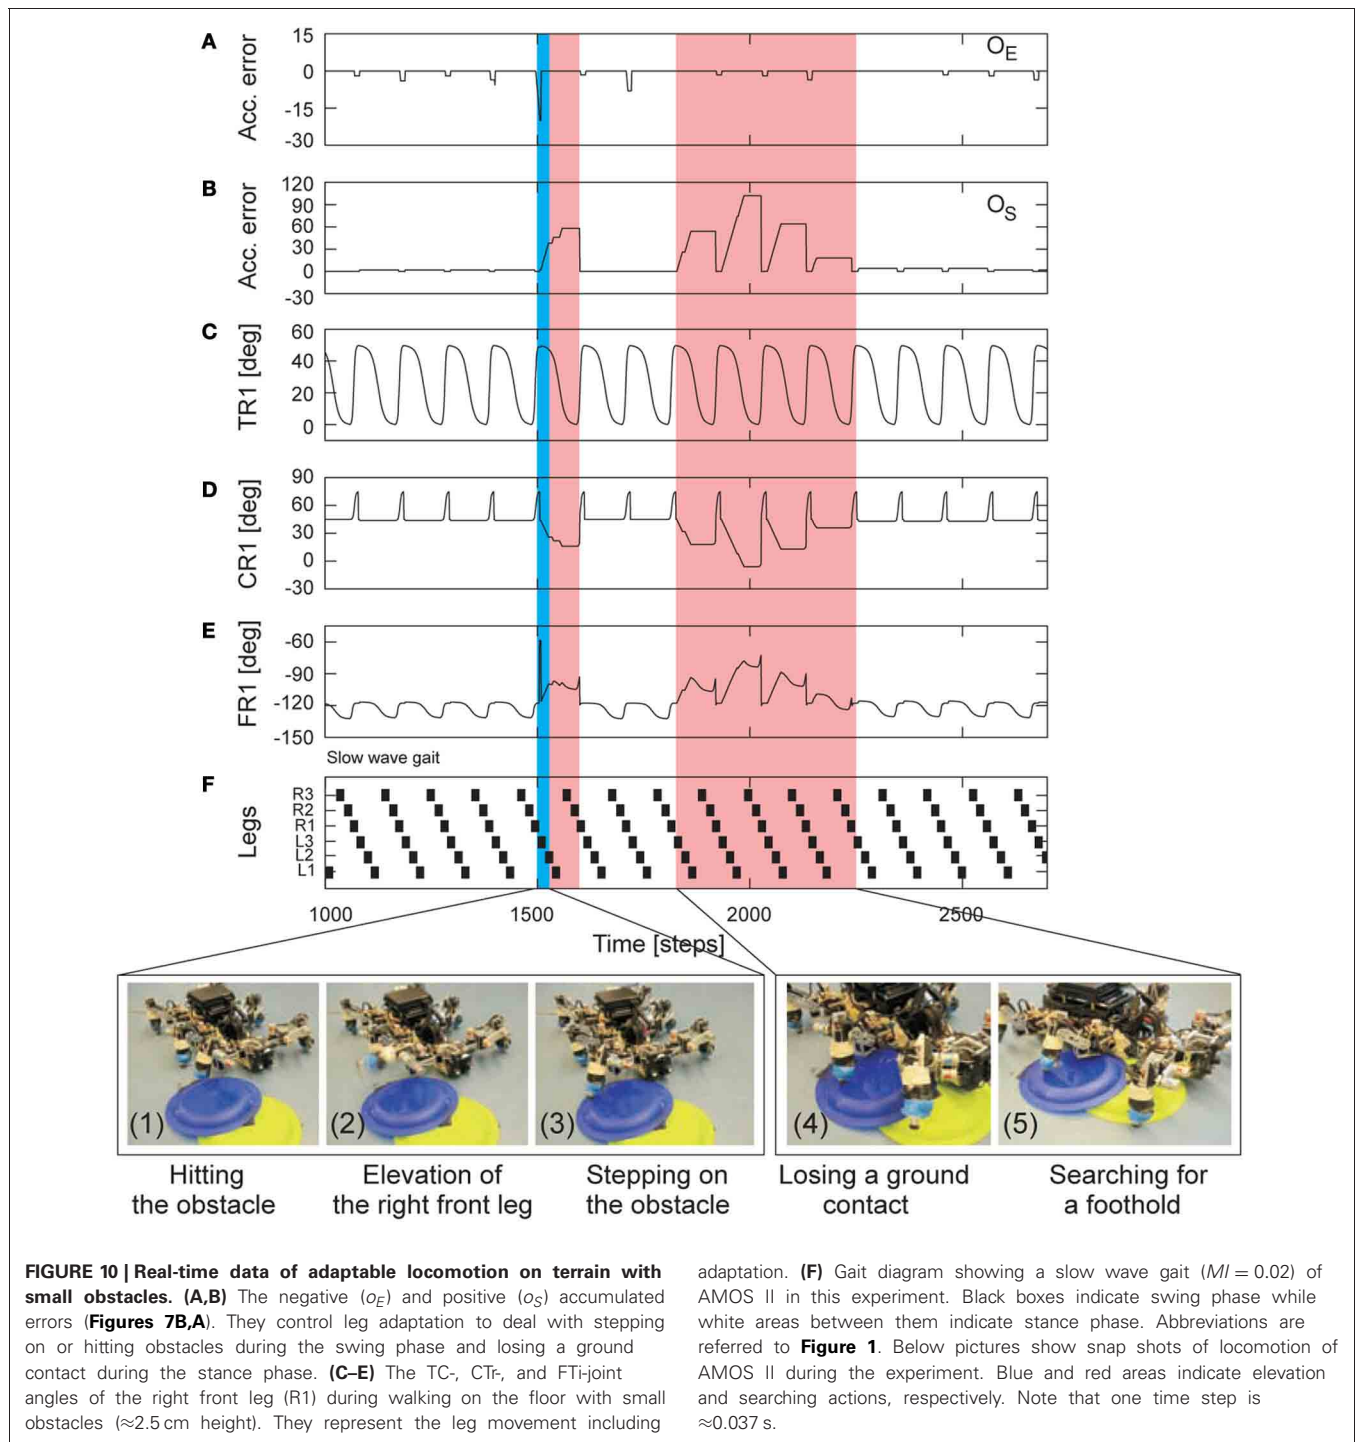 A
Acc. error
15
0
-15
-30
O_E
B
Acc. error
120
90
60
30
0
-30
O_S
C
TR1 [deg]
60
40
20
0
D
CR1 [deg]
90
60
30
0
-30
E
FR1 [deg]
-60
-90
-120
-150
Slow wave gait
F
Legs
R3
R2
R1
L3
L2
L1
1000 1500 2000 2500
Time [steps]
(1) (2) (3) (4) (5)
Hitting
the obstacle
Elevation of
the right front leg
Stepping on
the obstacle
Losing a ground
contact
Searching for
a foothold
FIGURE 10 | Real-time data of adaptable locomotion on terrain with
small obstacles. (A,B) The negative (o_E) and positive (o_S) accumulated
errors (Figures 7B,A). They control leg adaptation to deal with stepping
on or hitting obstacles during the swing phase and losing a ground
contact during the stance phase. (C–E) The TC-, CTr-, and FTi-joint
angles of the right front leg (R1) during walking on the floor with small
obstacles (≈2.5 cm height). They represent the leg movement including
adaptation. (F) Gait diagram showing a slow wave gait (MI = 0.02) of
AMOS II in this experiment. Black boxes indicate swing phase while
white areas between them indicate stance phase. Abbreviations are
referred to Figure 1. Below pictures show snap shots of locomotion of
AMOS II during the experiment. Blue and red areas indicate elevation
and searching actions, respectively. Note that one time step is
≈0.037 s.